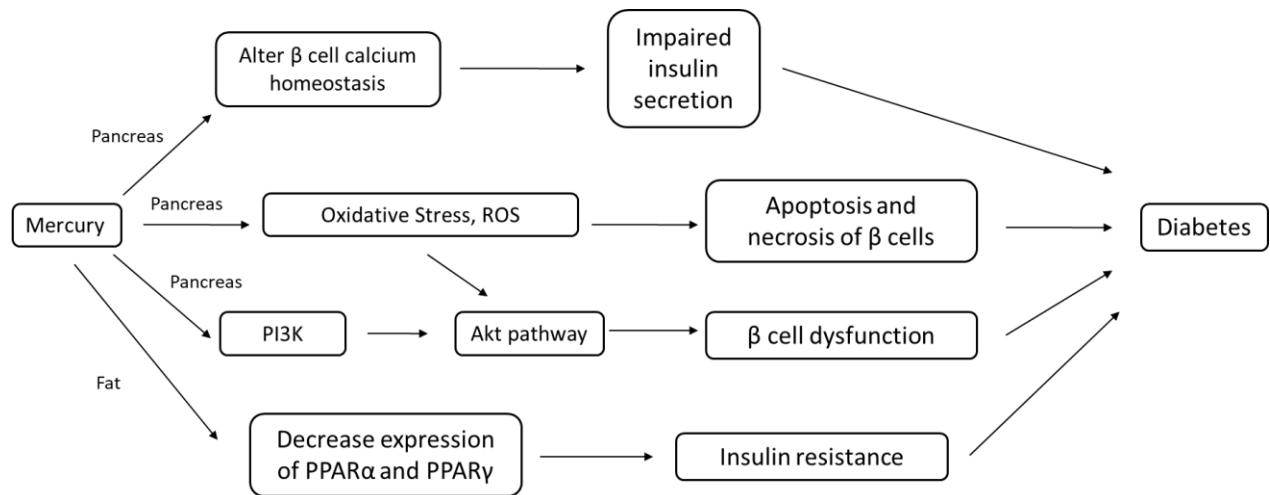 Alter β cell calcium
homeostasis
Impaired
insulin
secretion
Pancreas
Mercury
Pancreas
Oxidative Stress, ROS
Apoptosis and
necrosis of β cells
Diabetes
Pancreas
PI3K
Akt pathway
β cell dysfunction
Fat
Decrease expression
of PPARα and PPARγ
Insulin resistance